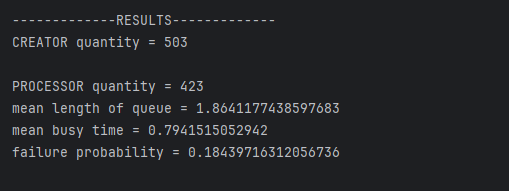 -------------RESULTS-------------
CREATOR quantity = 503
PROCESSOR quantity = 423
mean length of queue = 1.8641177438597683
mean busy time = 0.7941515052942
failure probability = 0.18439716312056736